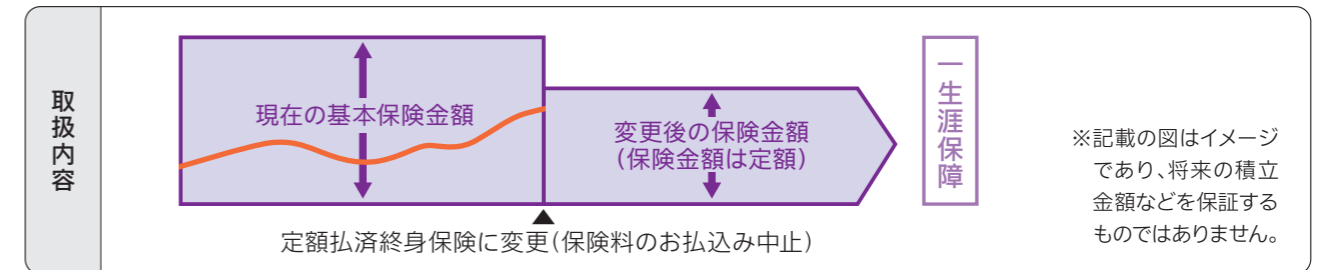 取扱内容
現在の基本保険金額
変更後の保険金額
(保険金額は定額)
定額払済終身保険に変更(保険料のお払込み中止)
一生涯保障
※記載の図はイメージ
であり、将来の積立
金額などを保証する
ものではありません。